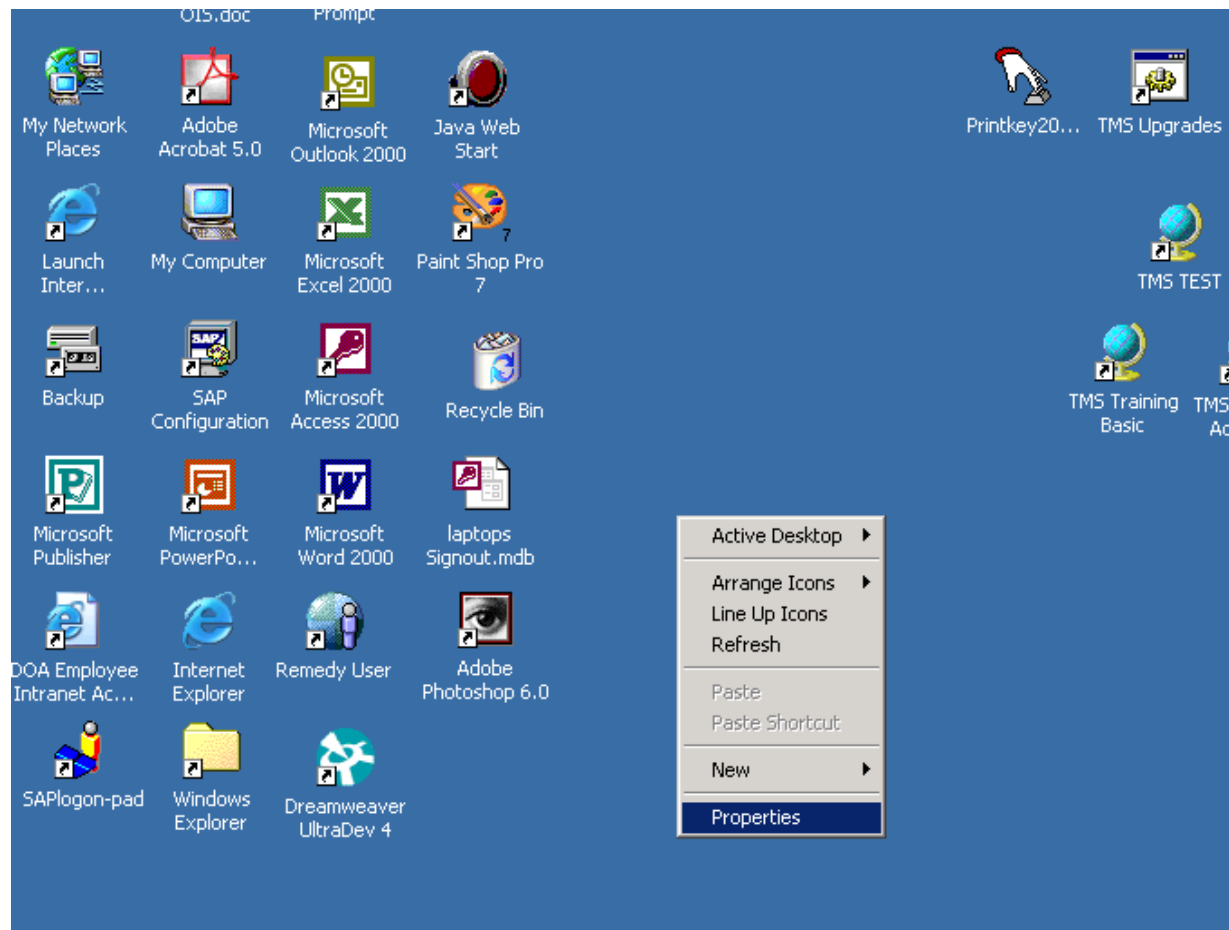 OIS.doc
Prompt
My Network
Places
Adobe
Acrobat 5.0
Microsoft
Outlook 2000
Java Web
Start
Printkey20...
TMS Upgrades
Launch
Inter...
My Computer
Microsoft
Excel 2000
7
Paint Shop Pro
7
TMS TEST
Backup
SAP
SAP
Configuration
Microsoft
Access 2000
Recycle Bin
TMS Training
Basic
TMS
Microsoft
Publisher
Microsoft
PowerPo...
Microsoft
Word 2000
laptops
Signout.mdb
DOA Employee
Intranet Ac...
Internet
Explorer
Remedy User
Adobe
Photoshop 6.0
SAPlogon-pad
Windows
Explorer
Dreamweaver
UltraDev 4
Active Desktop
Arrange Icons
Line Up Icons
Refresh
Paste
Paste Shortcut
New
Properties